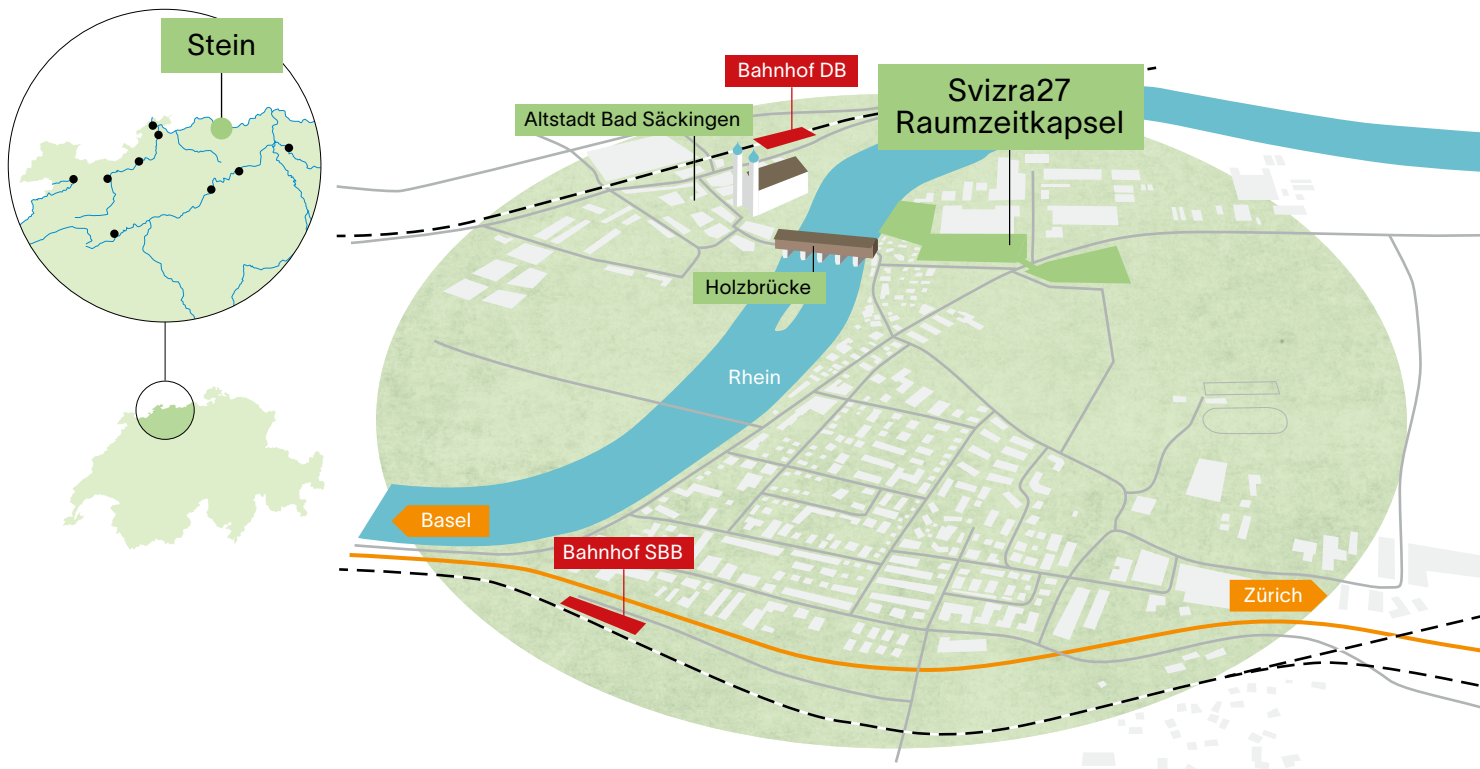 Stein
Bahnhof DB
Svizra27
Raumzeitkapsel
Altstadt Bad Säckingen
Holzbrücke
Rhein
Basel
Bahnhof SBB
Zürich